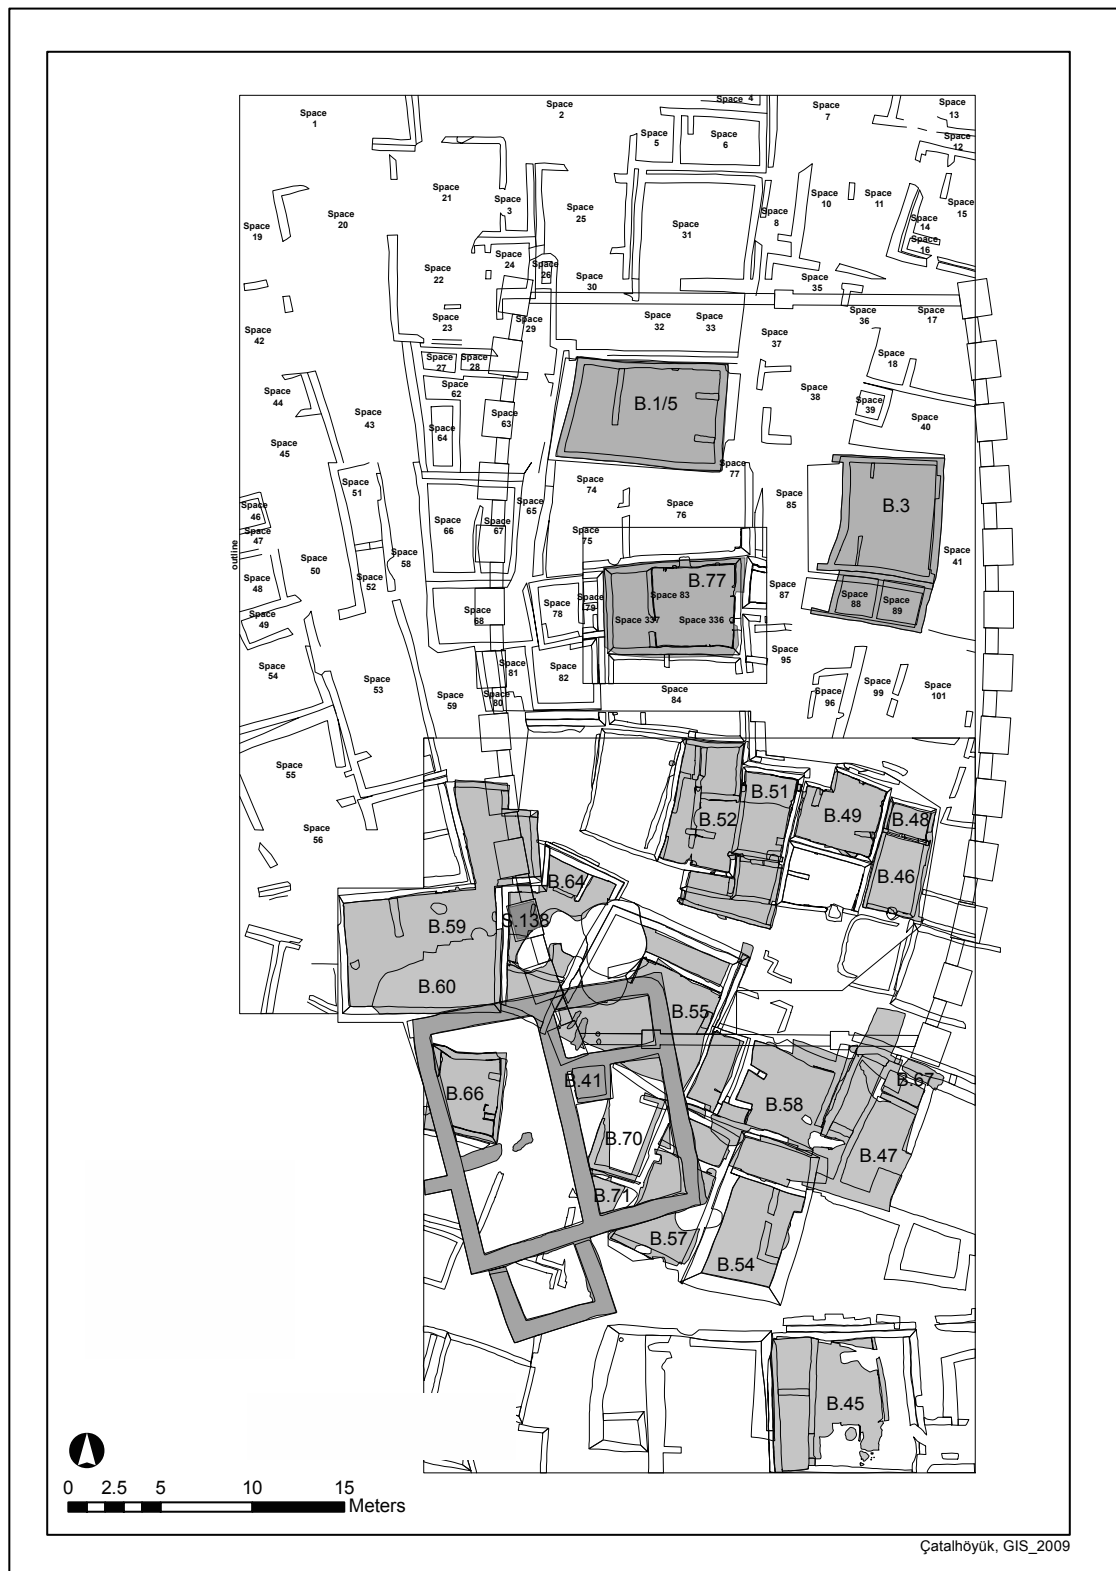 Space 4
Space
1
Space
2
Space
7
Space
13
Space
5
Space
6
Space
12
Space
21
Space
3
Space
25
Space
31
Space
8
Space
10
Space
11
Space
14
Space
15
Space
16
Space
19
Space
20
Space
22
Space
24
Space
26
Space
30
Space
35
Space
23
Space
29
Space
32
Space
33
Space
36
Space
17
Space
42
Space
37
Space
27
Space
28
Space
18
Space
62
Space
44
Space
43
Space
63
B.1/5
Space
38
Space
39
Space
40
Space
64
Space
45
Space
51
Space
74
Space
77
Space
85
B.3
Space
46
Space
47
outline
Space
50
Space
58
Space
66
Space
67
Space
65
Space
75
Space
76
Space
41
Space
48
Space
52
Space
49
Space
68
Space
78
Space
79
B.77
Space 83
Space 337
Space 336
Space
87
Space
88
Space
89
Space
54
Space
53
Space
59
Space
80
Space
81
Space
82
Space
84
Space
95
Space
96
Space
99
Space
101
Space
55
Space
56
B.52
B.51
B.49
B.48
B.46
B.64
B.59
S.138
B.60
B.55
B.66
B.41
B.70
B.71
B.58
B.67
B.47
B.57
B.54
B.45
0 2.5 5 10 15
Meters
Çatalhöyük, GIS_2009